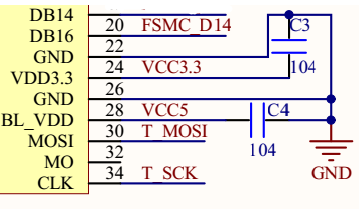 DB14
20 FSMC_D14 C3
DB16
22
GND
24 VCC3.3 104
VDD3.3
26
GND
28 VCC5 C4
BL_VDD
30 T_MOSI
MOSI 104
32
MO GND
34 T_SCK
CLK